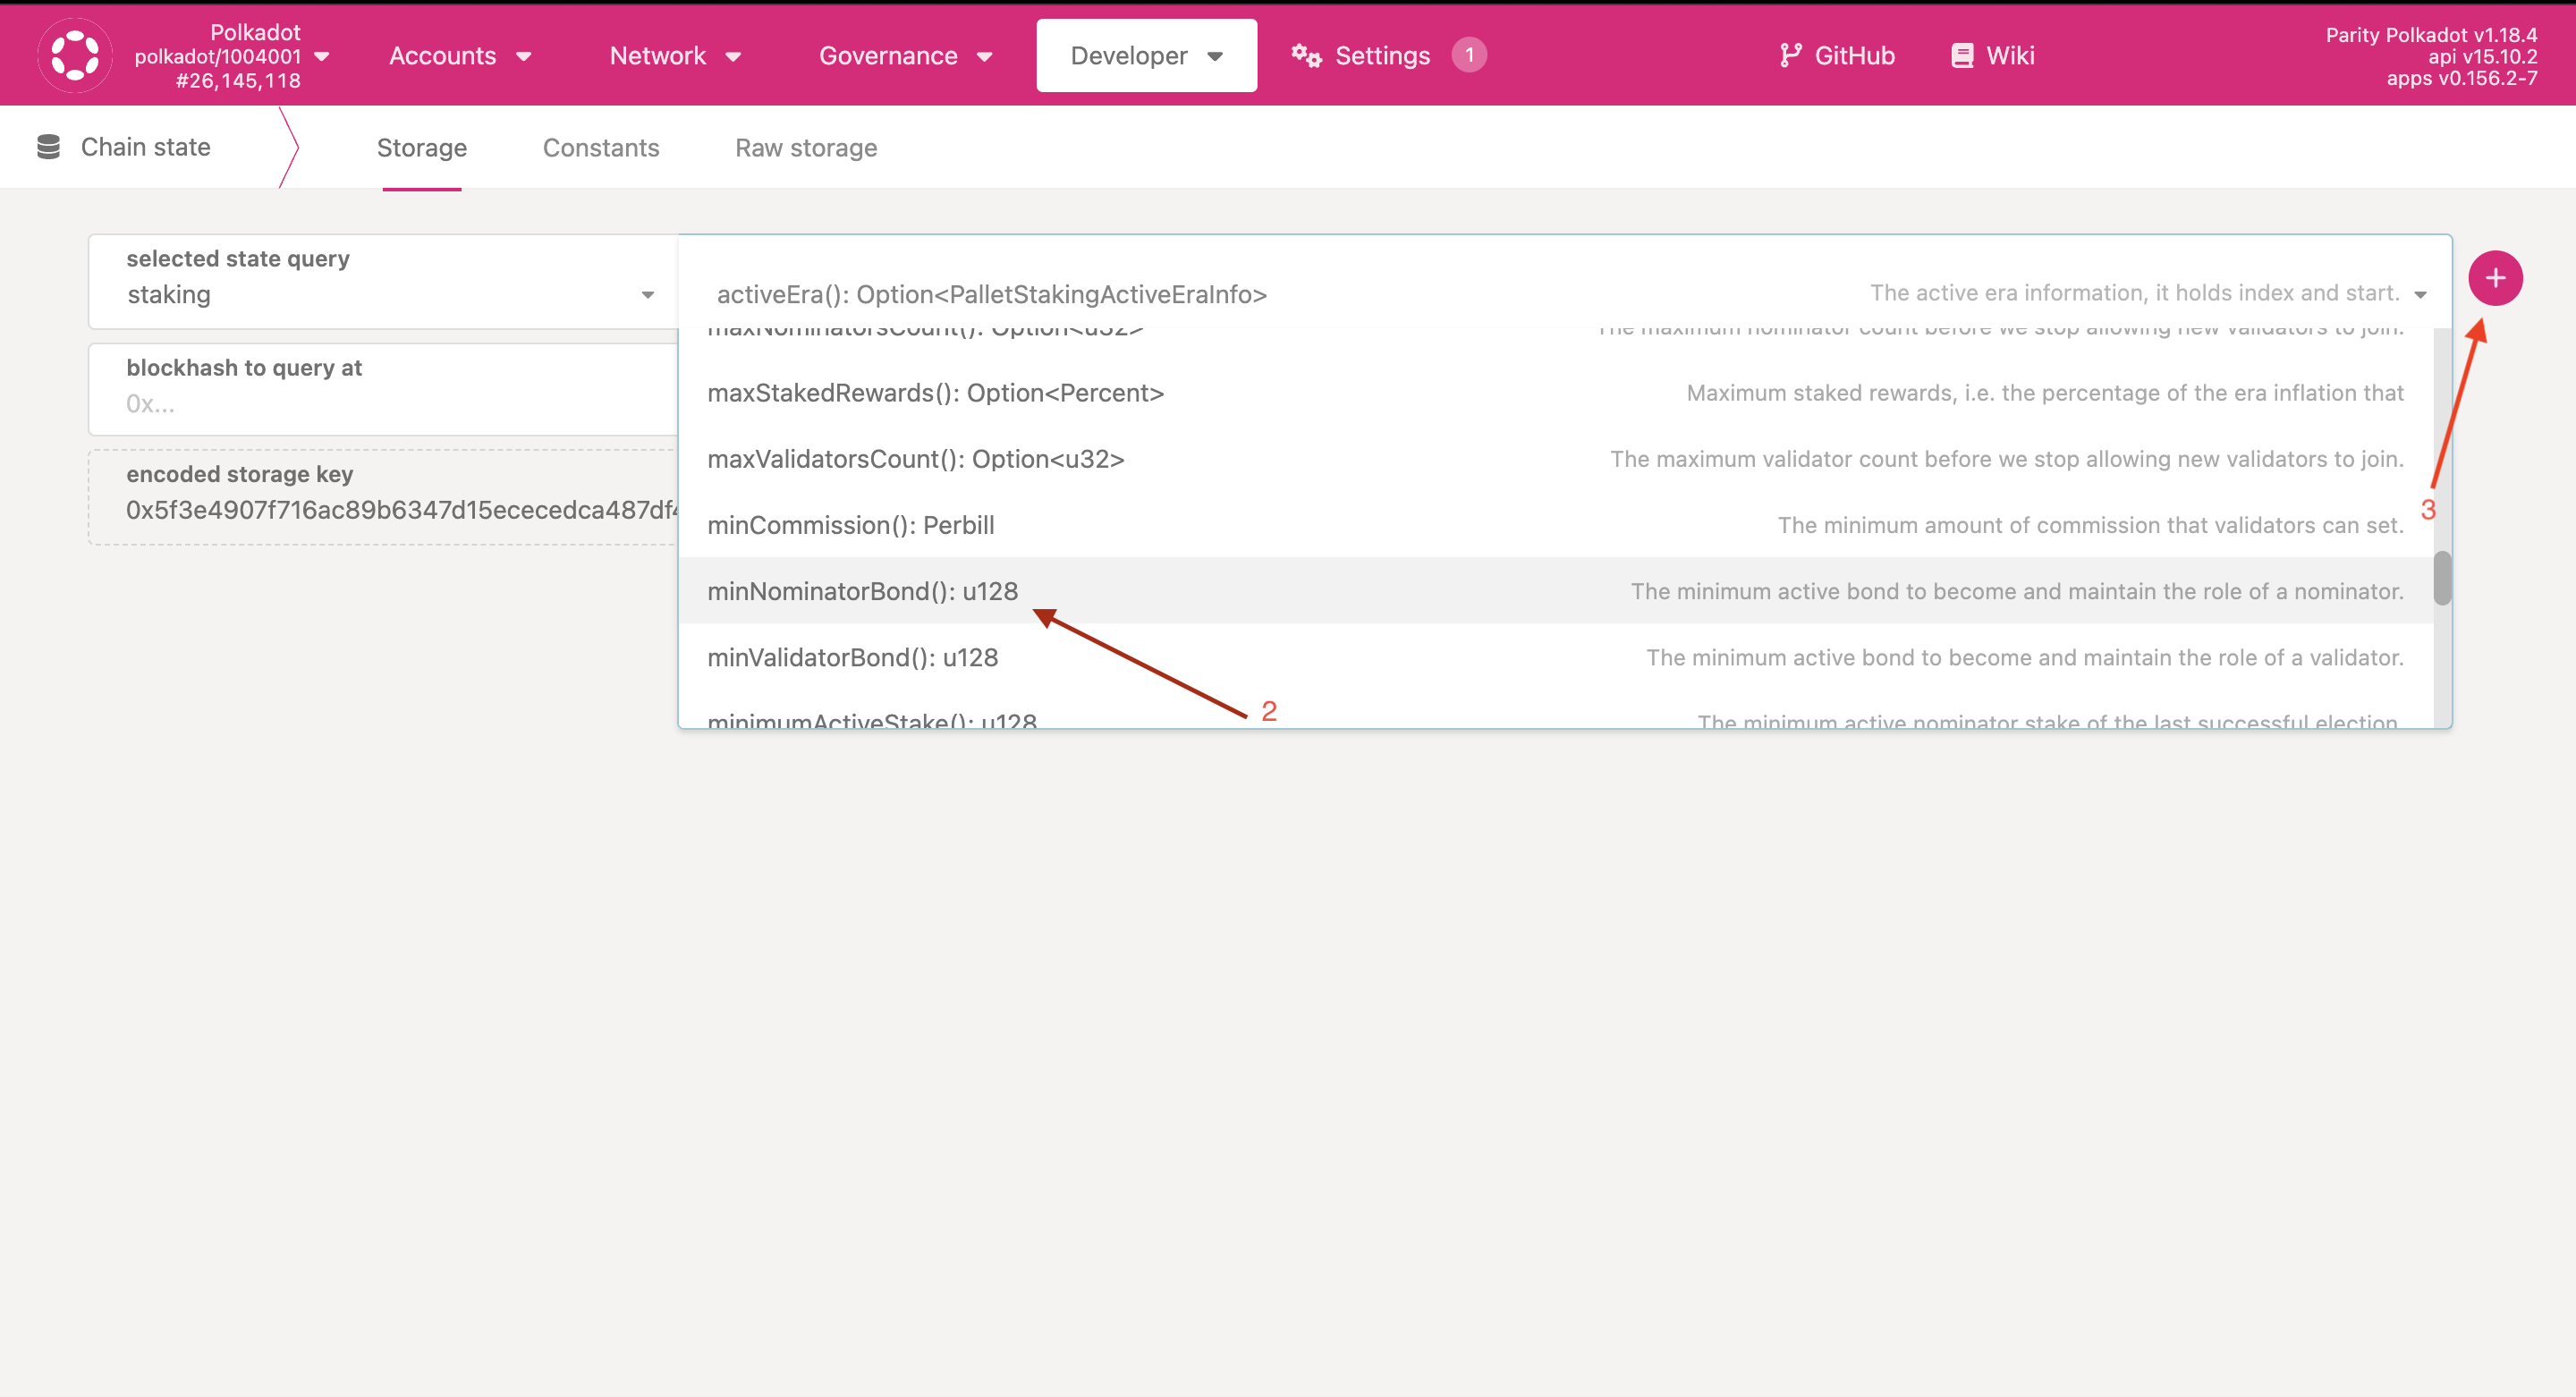 Polkadot
polkadot/1004001
#26,145,118
Accounts
Network
Governance
Developer
Settings
1
GitHub
Wiki
Parity Polkadot v1.18.4
api v15.10.2
apps v0.156.2-7
Chain state
Storage
Constants
Raw storage
selected state query
staking
activeEra(): Option<PalletStakingActiveEraInfo>
The active era information, it holds index and start.
maxNominatorsCount(): Option<u32>
The maximum nominator count before we stop allowing new validators to join.
blockhash to query at
0x...
maxStakedRewards(): Option<Percent>
Maximum staked rewards, i.e. the percentage of the era inflation that
maxValidatorsCount(): Option<u32>
The maximum validator count before we stop allowing new validators to join.
encoded storage key
0x5f3e4907f716ac89b6347d15ececedca487df4
minCommission(): Perbill
The minimum amount of commission that validators can set.
3
minNominatorBond(): u128
The minimum active bond to become and maintain the role of a nominator.
minValidatorBond(): u128
The minimum active bond to become and maintain the role of a validator.
2
minimumActiveStake(): u128
The minimum active nominator stake of the last successful election.